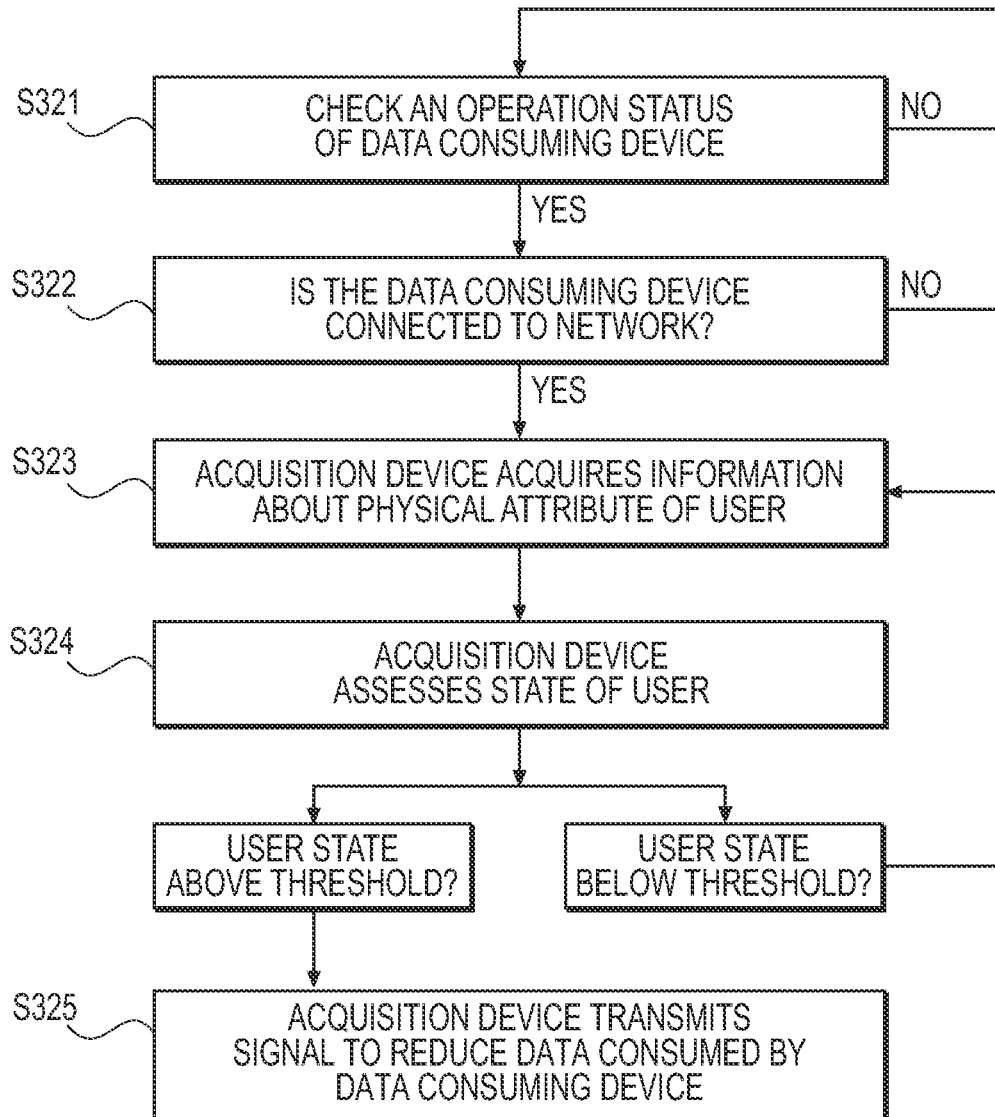 S321
CHECK AN OPERATION STATUS
OF DATA CONSUMING DEVICE
NO
YES
S322
IS THE DATA CONSUMING DEVICE
CONNECTED TO NETWORK?
NO
YES
S323
ACQUISITION DEVICE ACQUIRES INFORMATION
ABOUT PHYSICAL ATTRIBUTE OF USER
S324
ACQUISITION DEVICE
ASSESSES STATE OF USER
USER STATE
ABOVE THRESHOLD?
USER STATE
BELOW THRESHOLD?
S325
ACQUISITION DEVICE TRANSMITS
SIGNAL TO REDUCE DATA CONSUMED BY
DATA CONSUMING DEVICE